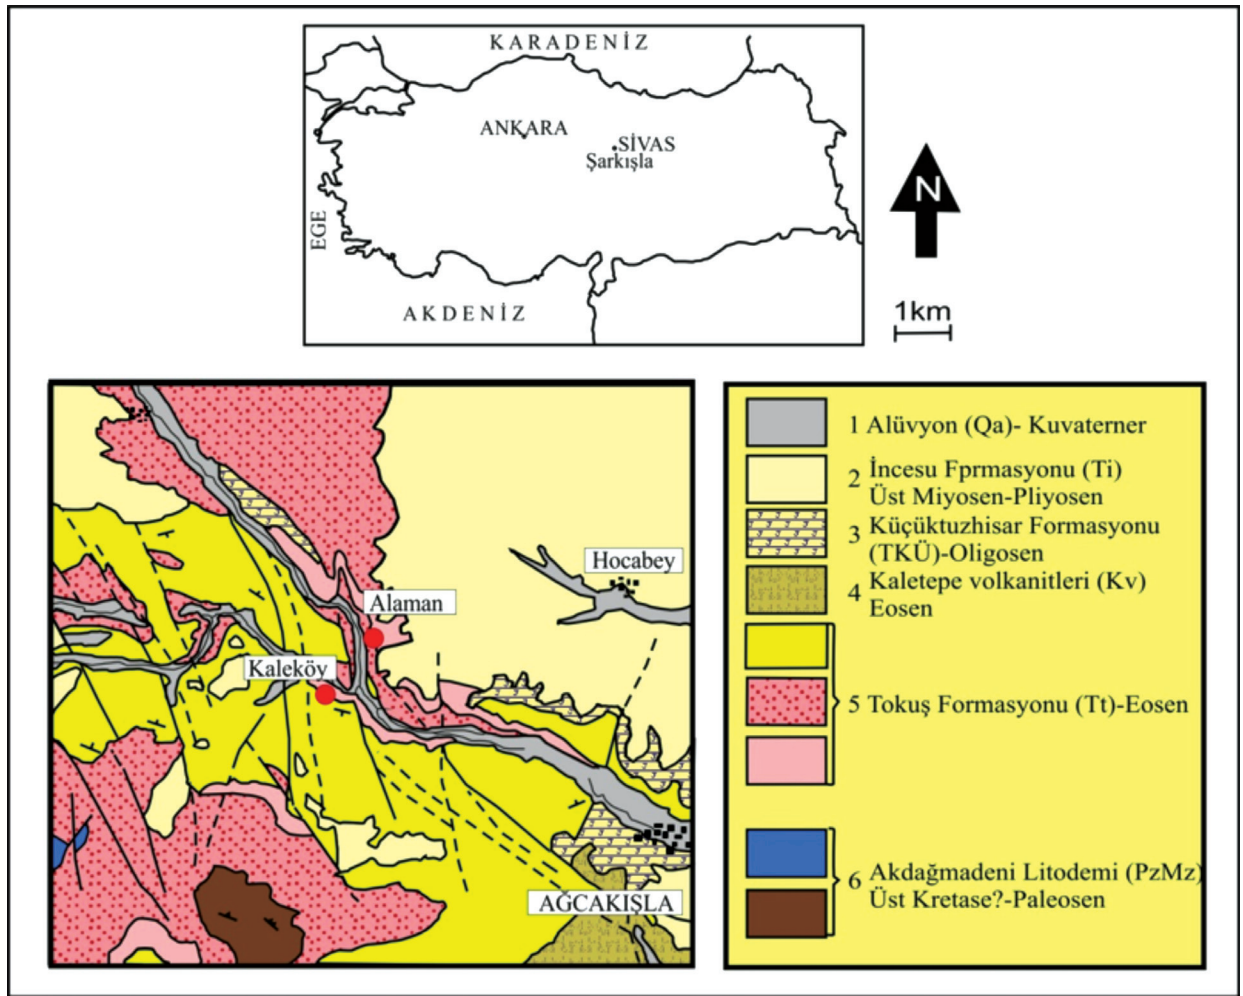 KARADENİZ
ANKARA
SİVAS
Şarkışla
EGE
AKDENİZ
N
1km
Hocabey
Alaman
Kaleköy
AĞCAKIŞLA
1 Alüvyon (Qa)- Kuvaterner
2 İncesu Fprmasyonu (Ti)
Üst Miyosen-Pliyosen
3 Küçüktuzhisar Formasyonu
(TKÜ)-Oligosen
4 Kaletepe volkanitleri (Kv)
Eosen
5 Tokuş Formasyonu (Tt)-Eosen
6 Akdağmadeni Litodemi (PzMz)
Üst Kretase?-Paleosen